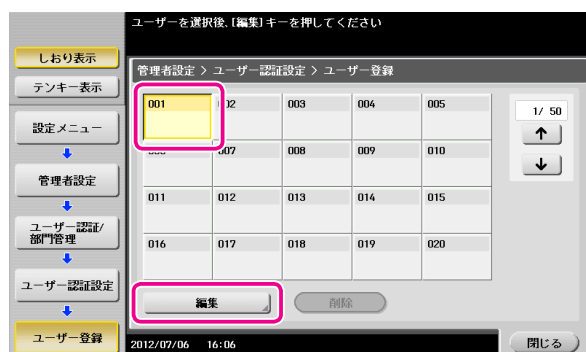 ユーザーを選択後、[編集]キーを押してください
しおり表示
テンキー表示
設定メニュー
管理者設定
ユーザー認証/
部門管理
ユーザー認証設定
ユーザー登録
管理者設定 > ユーザー認証設定 > ユーザー登録
001 003 004 005
007 008 009 010
011 012 013 014 015
016 017 018 019 020
1/ 50
編集 削除
2012/07/06 16:06
閉じる